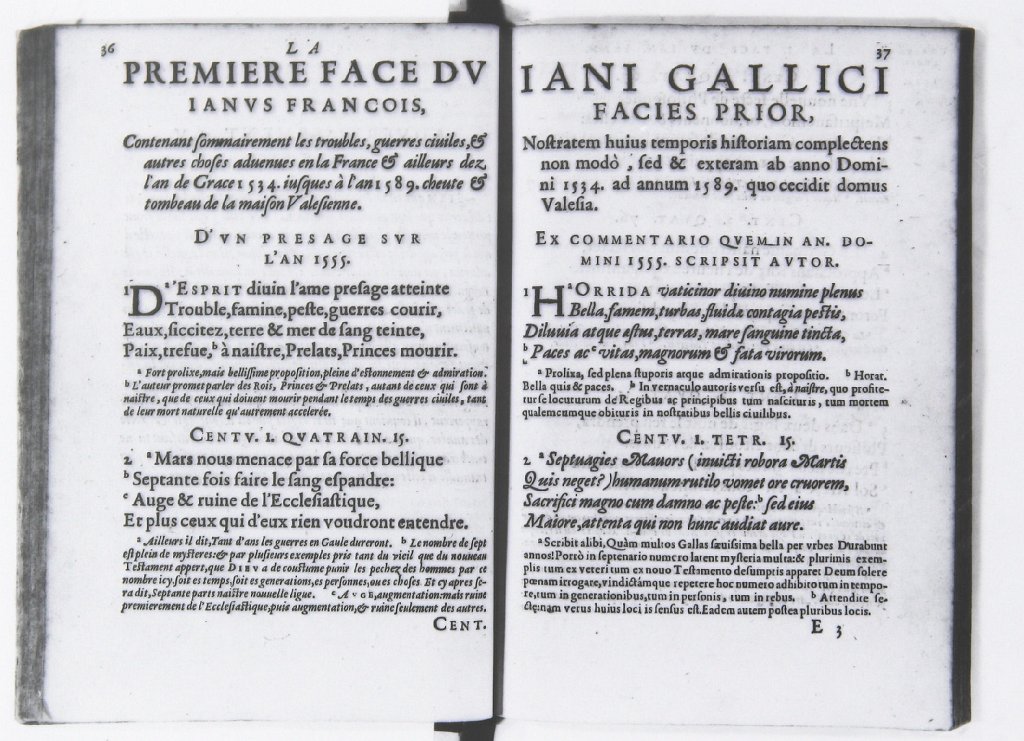 36
LA
PREMIERE FACE DV
IANVS FRANCOIS,
Contenant sommairement les troubles, guerres ciuiles, &
autres choses aduenues en la France & ailleurs dez
l'an de Grace 1534. iusques à l'an 1589. cheute &
tombeau de la maison Valesienne.
D'VN PRESAGE SVR
L'AN 1555.
1 Dᵃ'ESPRIT diuin l'ame presage atteinte
Trouble, famine, peste, guerres courir,
Eaux, siccitez, terre & mer de sang teinte,
Paix, trefue, ᵇ à naistre, Prelats, Princes mourir.
ᵃ Fort prolixe, mais bellissime proposition, pleine d'estonnement & admiration.
ᵇ L'auteur promet parler des Rois, Princes & Prelats, autant de ceux qui sont à
naistre, que de ceux qui doiuent mourir pendant le temps des guerres ciuiles, tant
de leur mort naturelle qu'autrement accelerée.
CENTV. I. QVATRAIN. 15.
2 ᵃ Mars nous menace par sa force bellique
ᵇ Septante fois faire le sang espandre:
ᶜ Auge & ruine de l'Ecclesiastique,
Et plus ceux qui d'eux rien voudront entendre.
ᵃ Ailleurs il dit, Tant d'ans les guerres en Gaule dureront. ᵇ Le nombre de sept
est plein de mysteres: & par plusieurs exemples pris tant du vieil que du nouueau
Testament appert, que DIEV a de coustume punir les pechez des hommes par ce
nombre icy, soit es temps, soit es generations, es personnes, ou es choses. Et cy apres se-
ra dit, Septante parts naistre nouuelle ligue. ᶜ AVGE, augmentation: mais ruine
premierement de l'Ecclesiastique, puis augmentation, & ruine seulement des autres.
CENT.
37
IANI GALLICI
FACIES PRIOR,
Nostratem huius temporis historiam complectens
non modò, sed & exteram ab anno Domi-
ni 1534. ad annum 1589. quo cecidit domus
Valesia.
EX COMMENTARIO QVEM IN AN. DO-
MINI 1555. SCRIPSIT AVTOR.
1 HᵃORRIDA vaticinor diuino numine plenus
Bella, famem, turbas, fluidæ contagia pestis,
Diluuia atque æstus, terras, mare sanguine tincta,
ᵇ Paces ac ᶜ vitas, magnorum & fata virorum.
ᵃ Prolixa, sed plena stuporis atque admirationis propositio. ᵇ Horat.
Bella quis & paces. ᵇ In vernaculo autoris versu est, à naistre, quo profite-
tur se locuturum de Regibus ac principibus tum nascituris, tum mortem
qualemcumque obituris in nostratibus bellis ciuilibus.
CENTV. I. TETR. 15.
2 ᵃ Septuagies Mauors (inuicti robora Martis
Quis neget?) humanum rutilo vomet ore cruorem,
Sacrifici magno cum damno ac peste: ᵇ sed eius
Maiore, attenta qui non hunc audiat aure.
ᵃ Scribit alibi, Quàm multos Gallas sæuissima bella per vrbes Durabunt
annos! Porrò in septenario numero latent mysteria multa: & plurimis exem-
plis tum ex veteri tum ex nouo Testamento desumptis apparet Deum solere
pœnam irrogare, vindictámque repetere hoc numero adhibito tum in tempo-
re, tum in generationibus, tum in personis, tum in rebus. ᵇ Attendite se-
cte: nam verus huius loci is sensus est. Eadem autem postea pluribus locis.
E 3